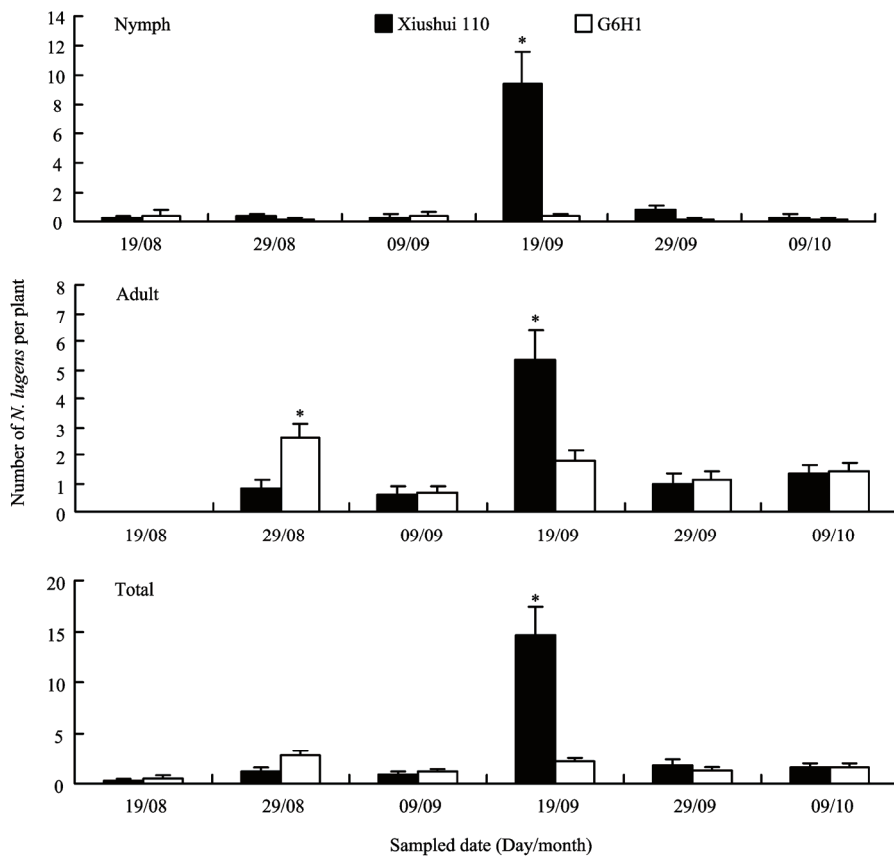 Nymph
Xiushui 110
G6H1
14
12
10
8
6
4
2
0
*
19/08 29/08 09/09 19/09 29/09 09/10
Number of N. lugens per plant
Adult
8
7
6
5
4
3
2
1
0
* *
19/08 29/08 09/09 19/09 29/09 09/10
Total
20
15
10
5
0
*
19/08 29/08 09/09 19/09 29/09 09/10
Sampled date (Day/month)